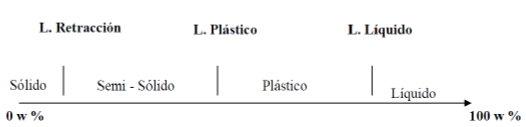 L. Retracción L. Plástico L. Líquido
Sólido Semi - Sólido Plástico Líquido
0 w % 100 w %